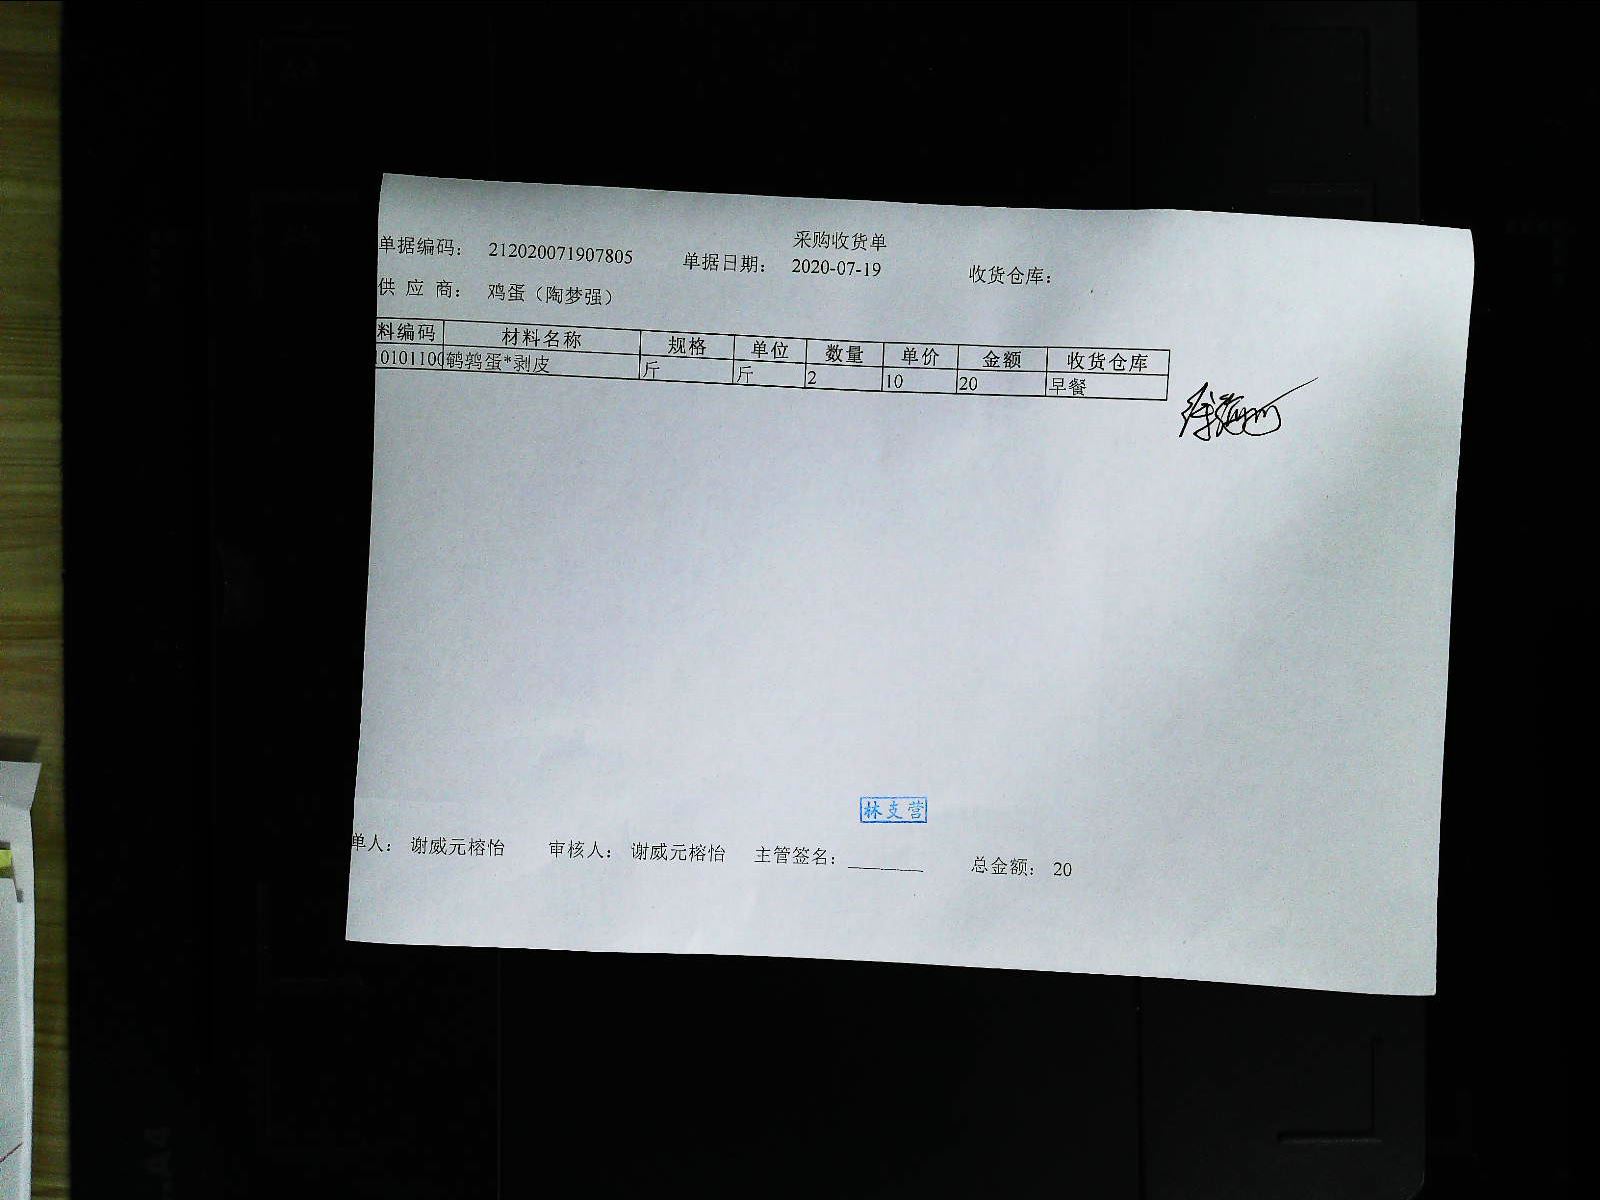 采购收货单
单据编码: 212020071907805 单据日期: 2020-07-19 收货仓库:
供 应 商: 鸡蛋（陶梦强）
料编码 材料名称 规格 单位 数量 单价 金额 收货仓库
10101100 鹌鹑蛋*剥皮 斤 斤 2 10 20 早餐
林支营
单人: 谢威元榕怡 审核人: 谢威元榕怡 主管签名: ________ 总金额: 20
A4